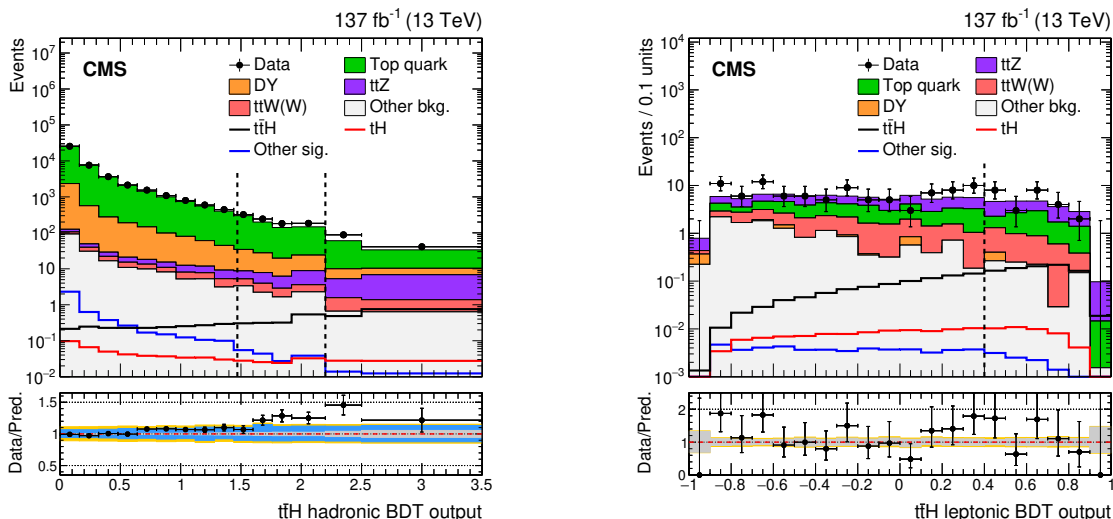 137 fb⁻¹ (13 TeV)
Events
10⁷
10⁶
10⁵
10⁴
10³
10²
10
1
10⁻¹
10⁻²
CMS
Data
Top quark
DY
ttZ
ttW(W)
Other bkg.
tt̄H
tH
Other sig.
Data/Pred.
1.5
1
0.5
0 0.5 1 1.5 2 2.5 3 3.5
tt̄H hadronic BDT output
137 fb⁻¹ (13 TeV)
Events / 0.1 units
10⁴
10³
10²
10
1
10⁻¹
10⁻²
10⁻³
CMS
Data
ttZ
Top quark
ttW(W)
DY
Other bkg.
tt̄H
tH
Other sig.
Data/Pred.
2
1
0
−1 −0.8 −0.6 −0.4 −0.2 0 0.2 0.4 0.6 0.8 1
tt̄H leptonic BDT output